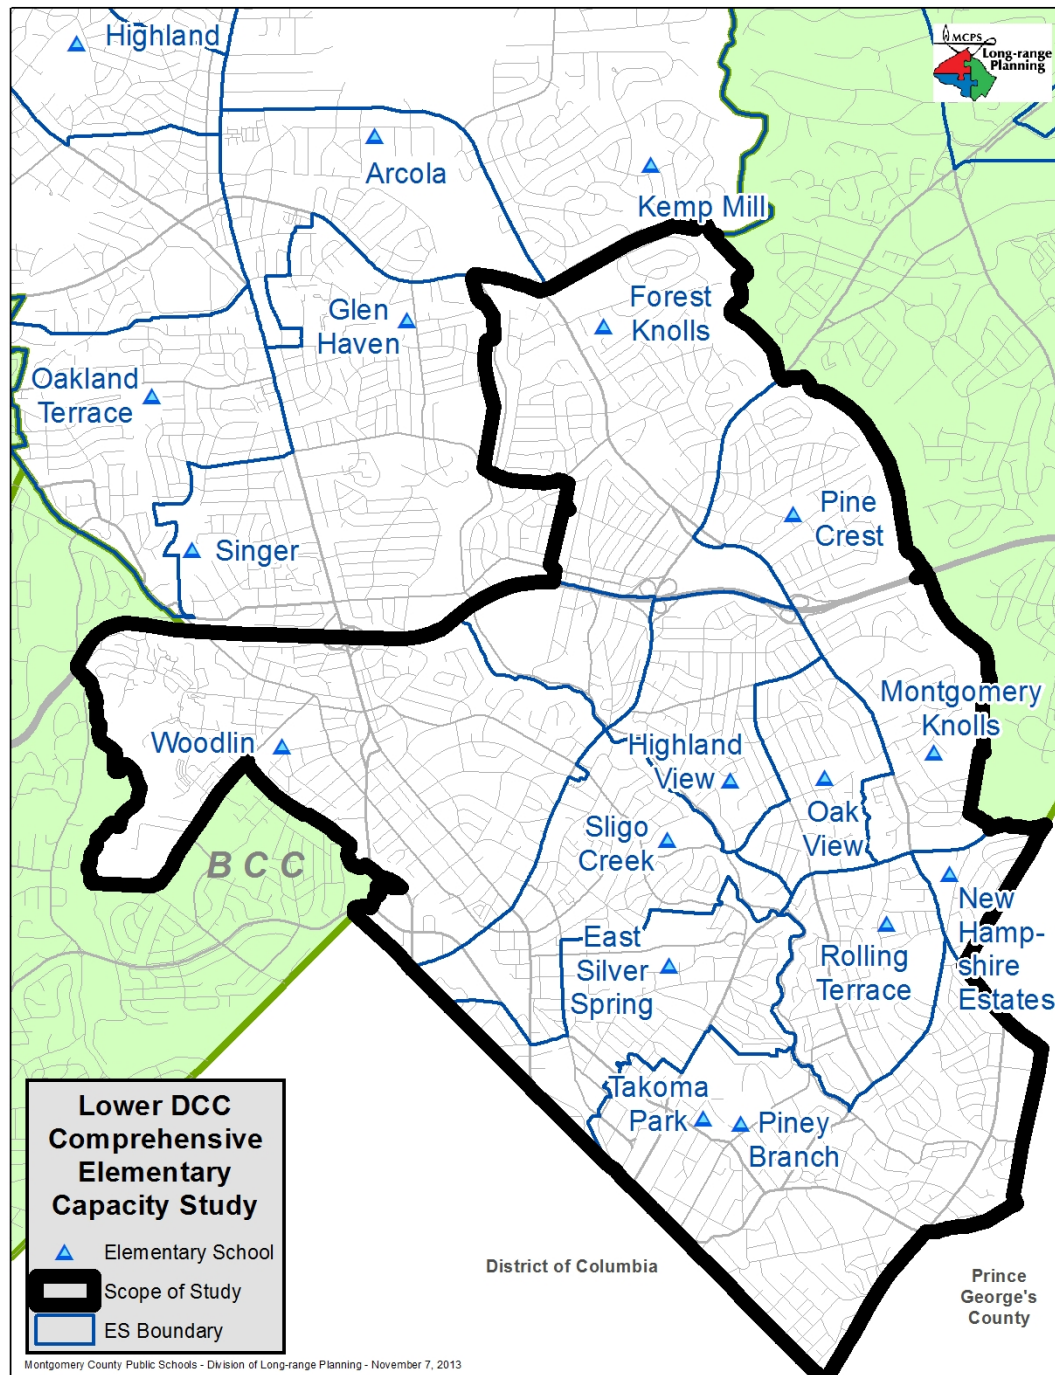 Highland
MCPS
Long-range
Planning
Arcola
Kemp Mill
Glen
Haven
Forest
Knolls
Oakland
Terrace
Singer
Pine
Crest
Woodlin
Highland
View
Montgomery
Knolls
Oak
View
Sligo
Creek
BCC
East
Silver
Spring
Rolling
Terrace
New
Hamp-
shire
Estates
Takoma
Park
Piney
Branch
Lower DCC
Comprehensive
Elementary
Capacity Study
Elementary School
Scope of Study
ES Boundary
District of Columbia
Prince
George's
County
Montgomery County Public Schools - Division of Long-range Planning - November 7, 2013